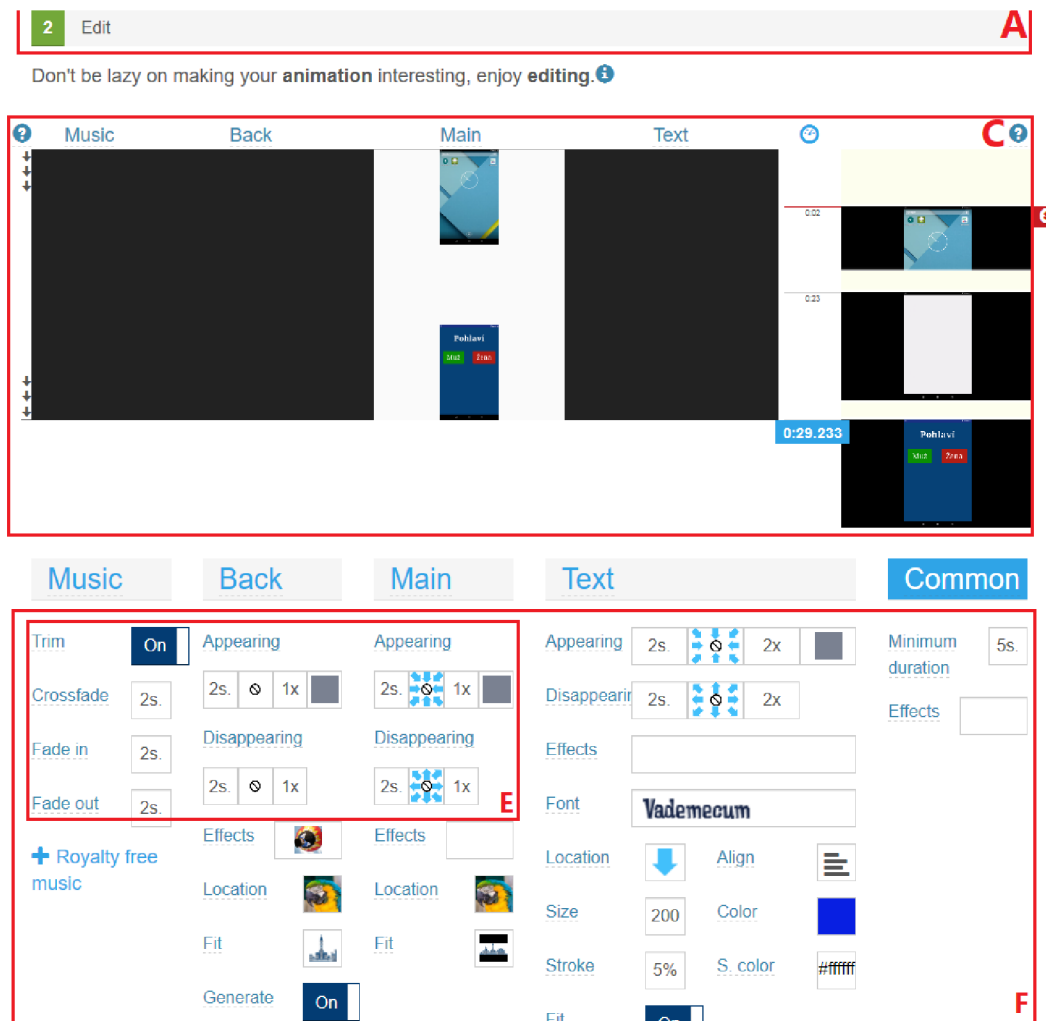 2 Edit A
Don't be lazy on making your animation interesting, enjoy editing.
Music Back Main Text C
0:02
0:23
Pohlaví
Muž Žena
0:29.233
Pohlaví
Muž Žena
Music Back Main Text Common
Trim On Appearing Appearing Appearing 2s. 2x Minimum duration 5s.
Crossfade 2s. 2s. 1x 2s. 1x Disappearin 2s. 2x Effects
Fade in 2s. Disappearing Disappearing Effects
Fade out 2s. 2s. 1x 2s. 1x E Font Vademecum
Effects Effects
Royalty free music
Location Align
Location Location
Size 200 Color
Fit Fit
Stroke 5% S. color #ffffff
Generate On
Fit On
F